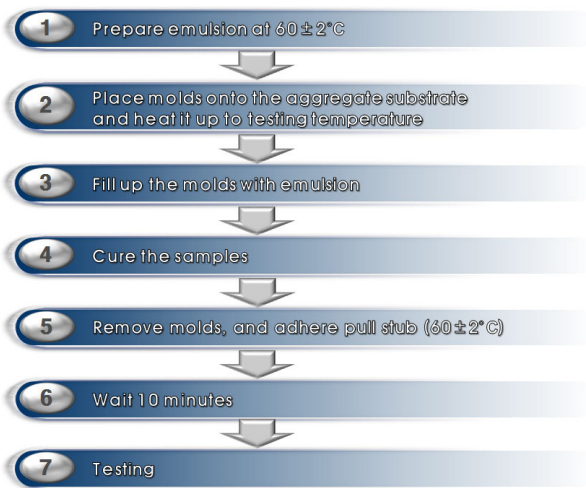 1 Prepare emulsion at 60±2°C
2 Place molds onto the aggregate substrate
and heat it up to testing temperature
3 Fill up the molds with emulsion
4 Cure the samples
5 Remove molds, and adhere pull stub (60±2°C)
6 Wait 10 minutes
7 Testing